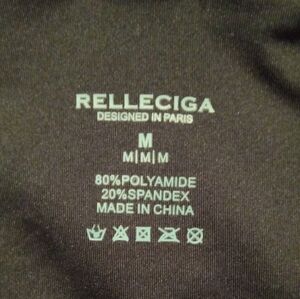 RELLECIGA
DESIGNED IN PARIS
M
M|M|M
80%POLYAMIDE
20%SPANDEX
MADE IN CHINA